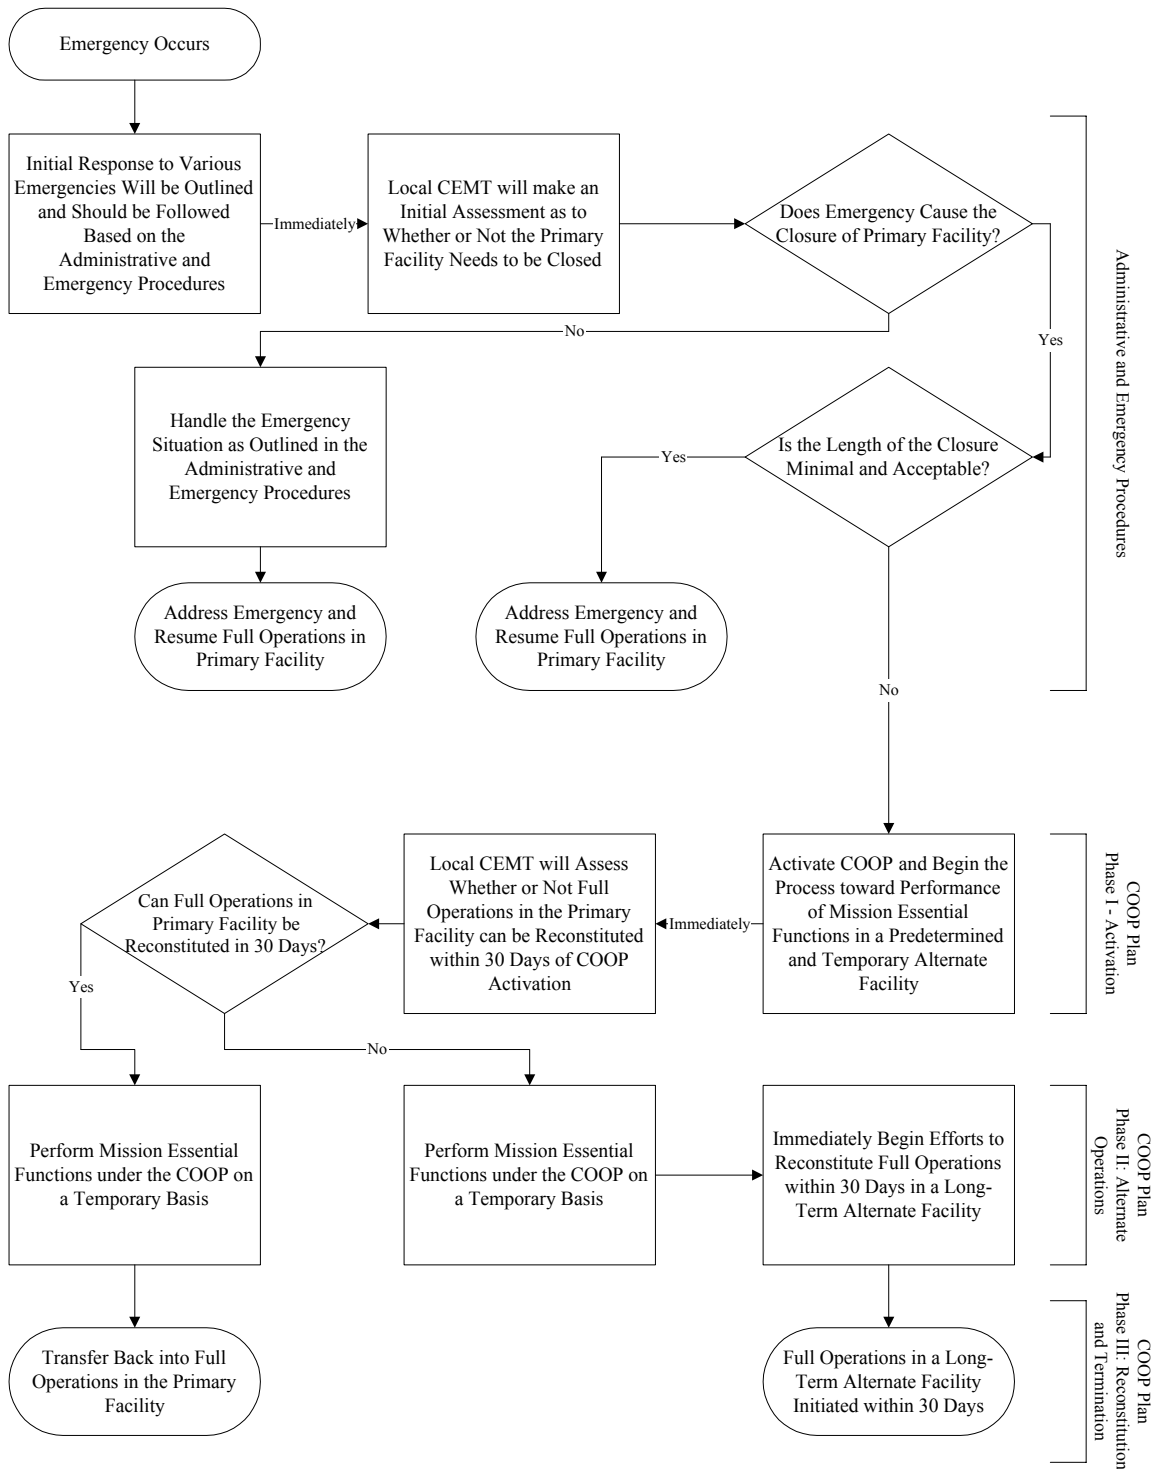 Emergency Occurs
Initial Response to Various
Emergencies Will be Outlined
and Should be Followed
Based on the
Administrative and
Emergency Procedures
Immediately
Local CEMT will make an
Initial Assessment as to
Whether or Not the Primary
Facility Needs to be Closed
Does Emergency Cause the
Closure of Primary Facility?
No
Yes
Handle the Emergency
Situation as Outlined in the
Administrative and
Emergency Procedures
Is the Length of the Closure
Minimal and Acceptable?
Yes
Address Emergency and
Resume Full Operations in
Primary Facility
Address Emergency and
Resume Full Operations in
Primary Facility
No
Administrative and Emergency Procedures
Activate COOP and Begin the
Process toward Performance
of Mission Essential
Functions in a Predetermined
and Temporary Alternate
Facility
Immediately
Local CEMT will Assess
Whether or Not Full
Operations in the Primary
Facility can be Reconstituted
within 30 Days of COOP
Activation
Can Full Operations in
Primary Facility be
Reconstituted in 30 Days?
COOP Plan
Phase I - Activation
Yes
No
Perform Mission Essential
Functions under the COOP on
a Temporary Basis
Perform Mission Essential
Functions under the COOP on
a Temporary Basis
Immediately Begin Efforts to
Reconstitute Full Operations
within 30 Days in a Long-
Term Alternate Facility
COOP Plan
Phase II: Alternate
Operations
Transfer Back into Full
Operations in the Primary
Facility
Full Operations in a Long-
Term Alternate Facility
Initiated within 30 Days
COOP Plan
Phase III: Reconstitution
and Termination